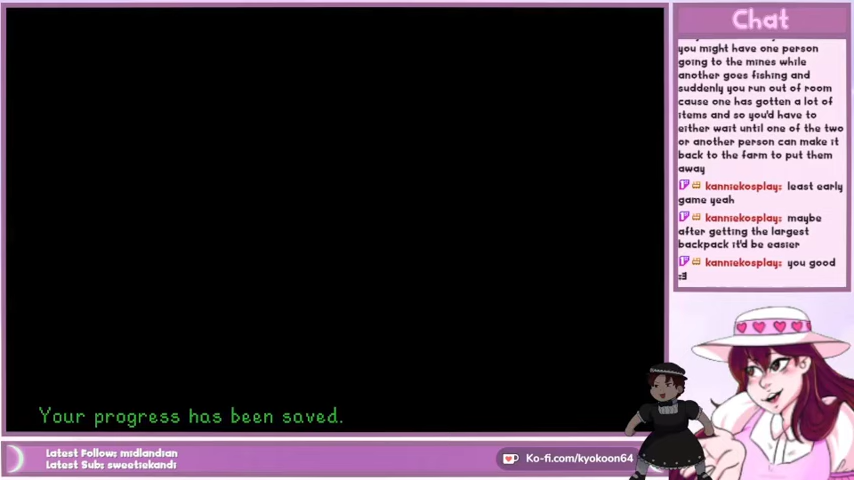 Chat
you might have one person
going to the mines while
another goes fishing and
suddenly you run out of room
cause one has gotten a lot of
items and so you'd have to
either wait until one of the two
or another person can make it
back to the farm to put them
away
kanniekosplay: least early
game yeah
kanniekosplay: maybe
after getting the largest
backpack it'd be easier
kanniekosplay: you good
:3
Your progress has been saved.
Latest Follow: midlandian
Latest Sub: sweetiekandi
Ko-fi.com/kyokoon64